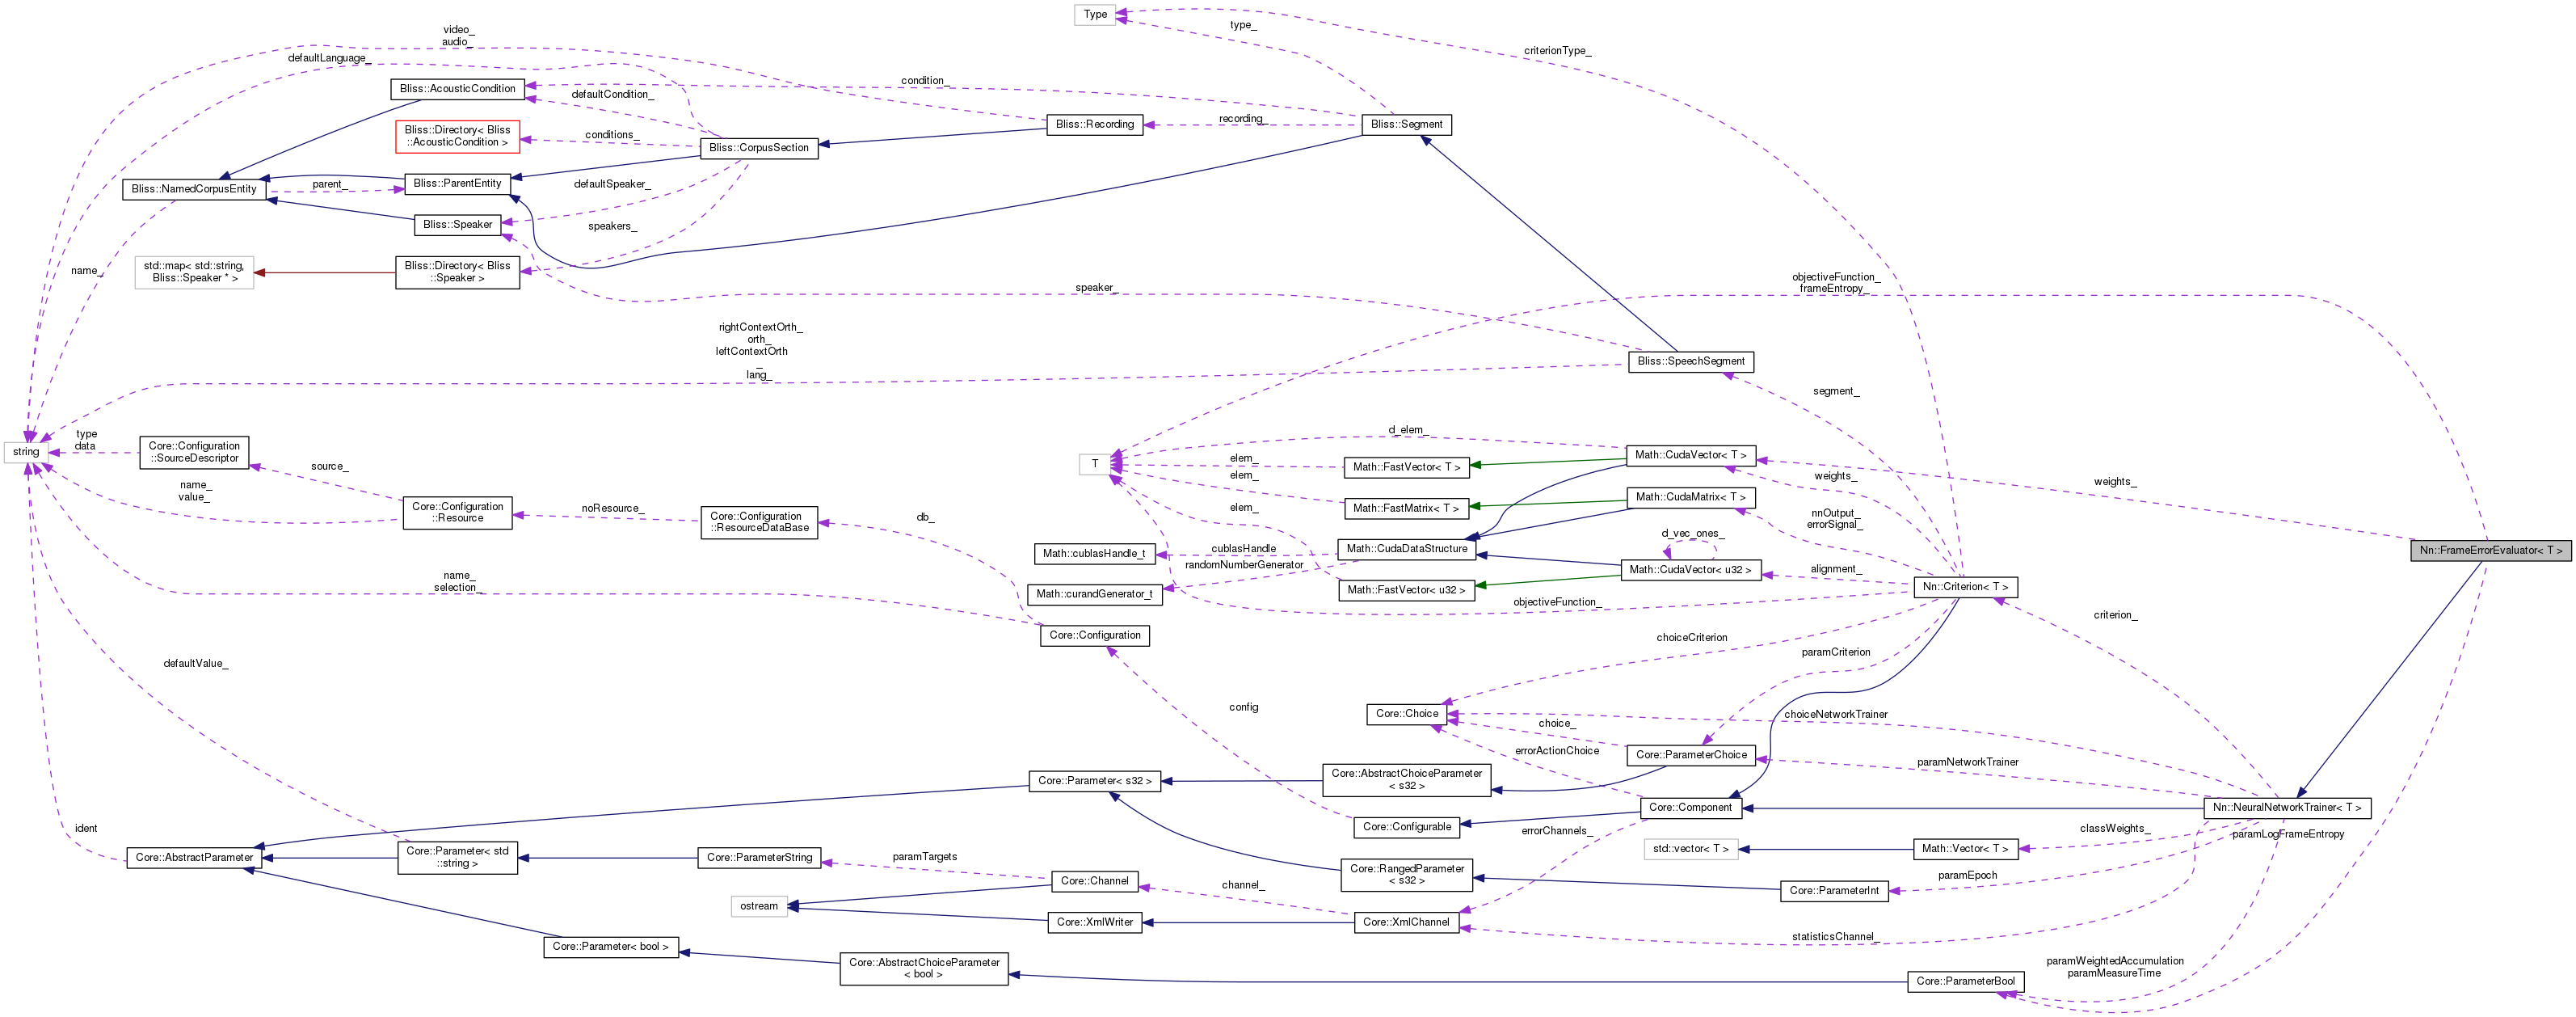 Type
type_
criterionType_
video_
audio_
defaultLanguage_
Bliss::AcousticCondition
condition_
defaultCondition_
Bliss::Directory< Bliss
::AcousticCondition >
conditions_
Bliss::CorpusSection
Bliss::Recording
recording_
Bliss::Segment
Bliss::NamedCorpusEntity
parent_
Bliss::ParentEntity
defaultSpeaker_
Bliss::Speaker
speakers_
name_
std::map< std::string,
Bliss::Speaker * >
Bliss::Directory< Bliss
::Speaker >
speaker_
objectiveFunction_
frameEntropy_
rightContextOrth_
orth_
leftContextOrth
_
lang_
Bliss::SpeechSegment
segment_
string
type
data
Core::Configuration
::SourceDescriptor
source_
name_
value_
Core::Configuration
::Resource
noResource_
Core::Configuration
::ResourceDataBase
db_
T
d_elem_
elem_
elem_
elem_
Math::FastVector< T >
Math::CudaVector< T >
Math::FastMatrix< T >
Math::CudaMatrix< T >
weights_
weights_
nnOutput_
errorSignal_
Math::cublasHandle_t
cublasHandle
randomNumberGenerator
Math::CudaDataStructure
d_vec_ones_
Math::CudaVector< u32 >
alignment_
Math::curandGenerator_t
Math::FastVector< u32 >
Nn::Criterion< T >
Nn::FrameErrorEvaluator< T >
objectiveFunction_
name_
selection_
Core::Configuration
choiceCriterion
paramCriterion
criterion_
defaultValue_
config
Core::Choice
choice_
choiceNetworkTrainer
errorActionChoice
Core::ParameterChoice
paramNetworkTrainer
Core::Parameter< s32 >
Core::AbstractChoiceParameter
< s32 >
Core::Component
Nn::NeuralNetworkTrainer< T >
ident
Core::Configurable
errorChannels_
classWeights_
paramLogFrameEntropy
Core::AbstractParameter
Core::Parameter< std
::string >
Core::ParameterString
paramTargets
std::vector< T >
Math::Vector< T >
Core::Channel
channel_
Core::RangedParameter
< s32 >
paramEpoch
Core::ParameterInt
ostream
Core::XmlWriter
Core::XmlChannel
statisticsChannel_
Core::Parameter< bool >
Core::AbstractChoiceParameter
< bool >
paramWeightedAccumulation
paramMeasureTime
Core::ParameterBool